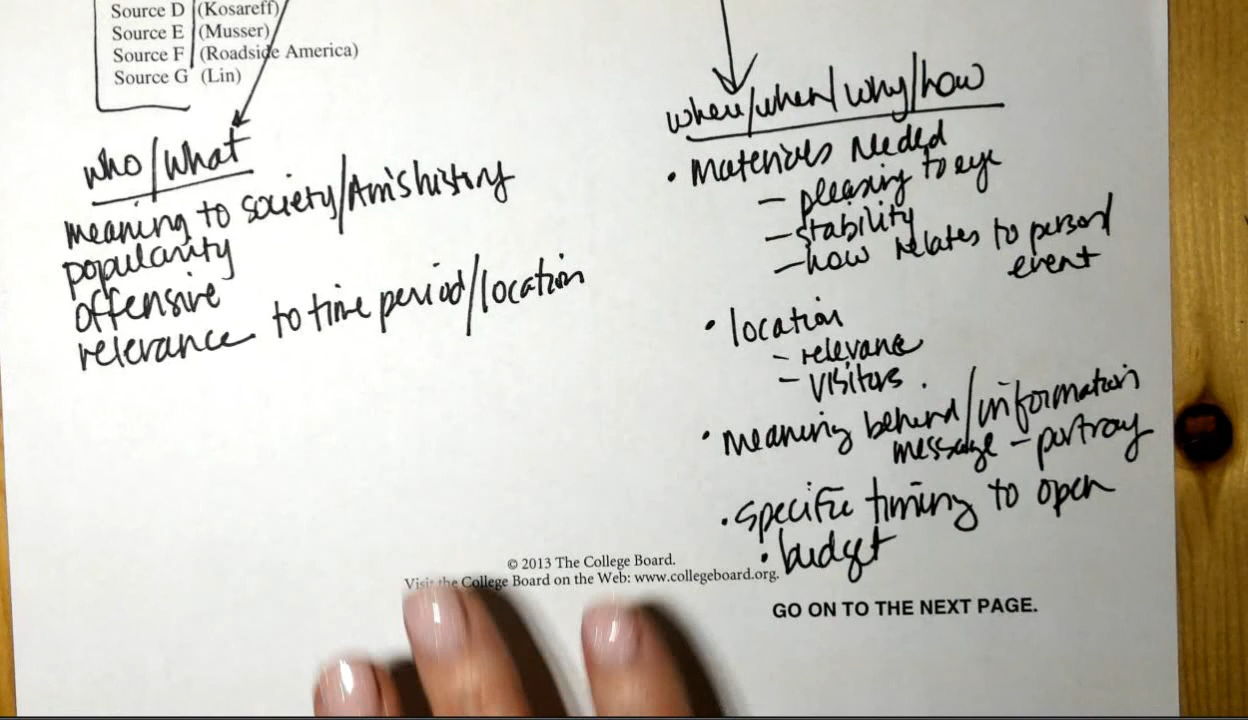 Source D (Kosareff)
Source E (Musser)
Source F (Roadside America)
Source G (Lin)
who/what
meaning to society/Am's history
popularity
offensive
relevance to time period/location
where/when/why/how
• Materials Needed
- pleasing to eye
- stability
- how relates to person/
event
• location
- relevance
- visitors.
• meaning behind/information
message - portray
• specific timing to open
• budget
© 2013 The College Board.
Visit the College Board on the Web: www.collegeboard.org.
GO ON TO THE NEXT PAGE.